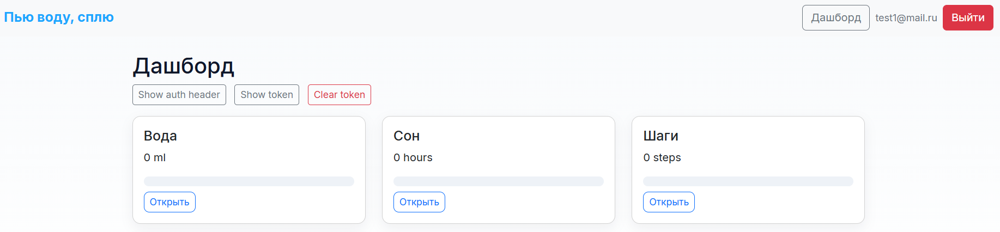 Пью воду, сплю
Дашборд test1@mail.ru Выйти
Дашборд
Show auth header Show token Clear token
Вода
0 ml
Открыть
Сон
0 hours
Открыть
Шаги
0 steps
Открыть